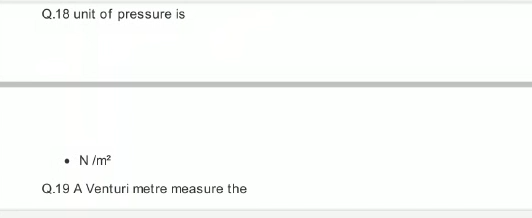 Q.18 unit of pressure is
• N /m²
Q.19 A Venturi metre measure the